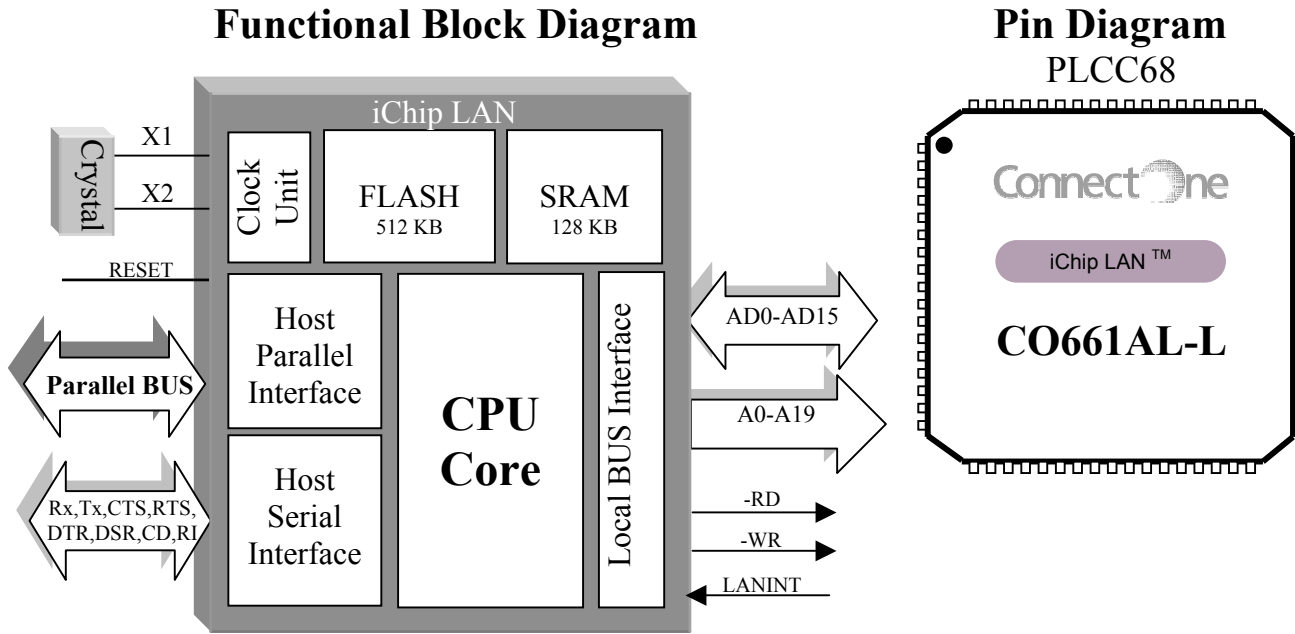 Functional Block Diagram
Pin Diagram
PLCC68
iChip LAN
X1
X2
Crystal
Clock
Unit
FLASH
512 KB
SRAM
128 KB
RESET
Host
Parallel
Interface
Parallel BUS
CPU
Core
Local BUS Interface
Host
Serial
Interface
Rx,Tx,CTS,RTS,
DTR,DSR,CD,RI
AD0-AD15
A0-A19
-RD
-WR
LANINT
ConnectOne
iChip LAN TM
CO661AL-L